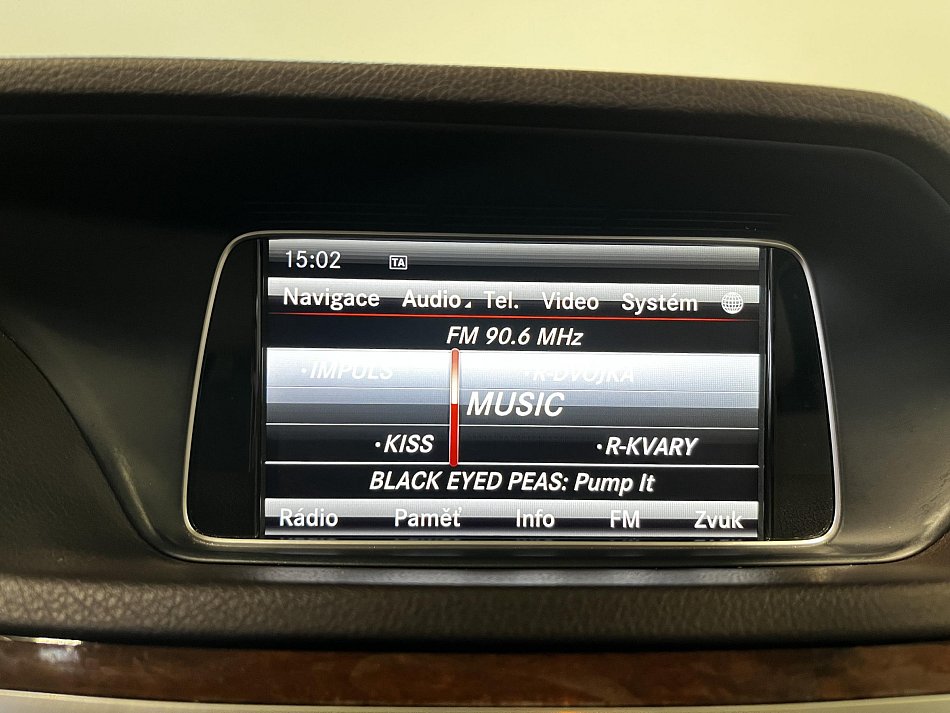 15:02 TA
Navigace Audio Tel. Video Systém
FM 90.6 MHz
•IMPULS •R-DVOJKA
MUSIC
•KISS •R-KVARY
BLACK EYED PEAS: Pump It
Rádio Paměť Info FM Zvuk